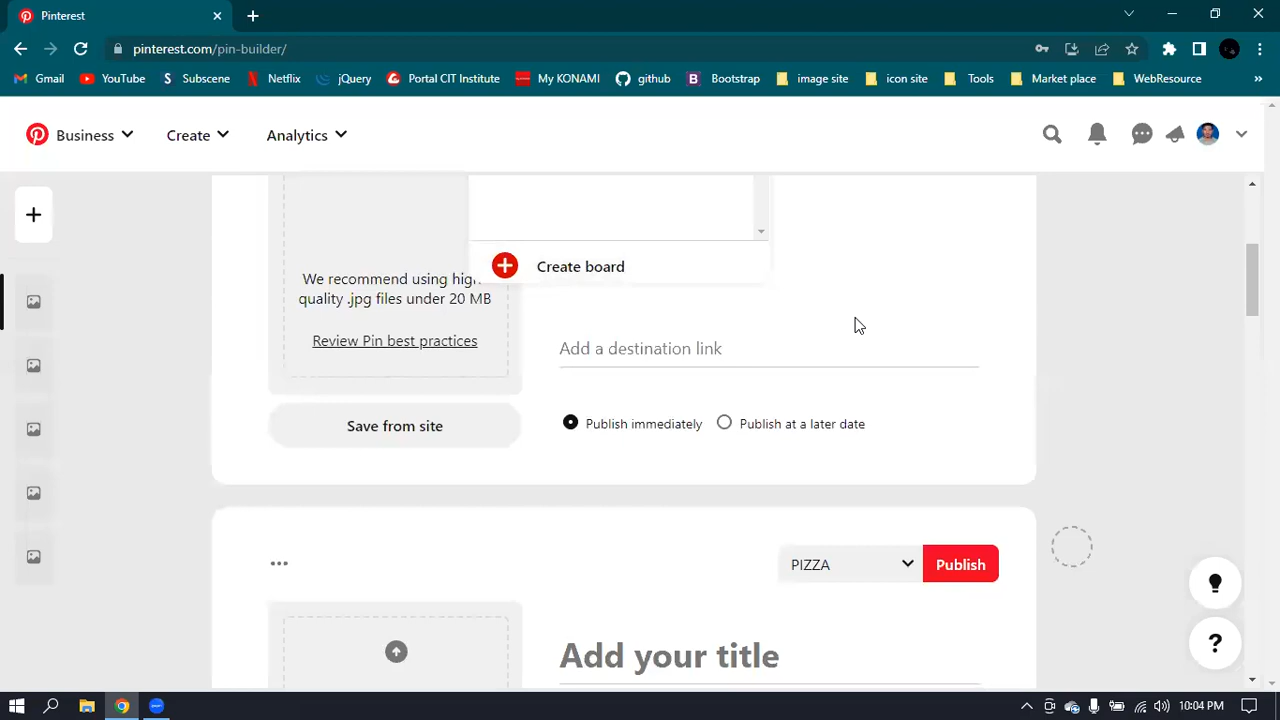 Pinterest
pinterest.com/pin-builder/
Gmail YouTube Subscene Netflix jQuery Portal CIT Institute My KONAMI github Bootstrap image site icon site Tools Market place WebResource »
Business Create Analytics
Create board
We recommend using high
quality .jpg files under 20 MB
Review Pin best practices
Add a destination link
Save from site
Publish immediately Publish at a later date
PIZZA Publish
Add your title
?
10:04 PM